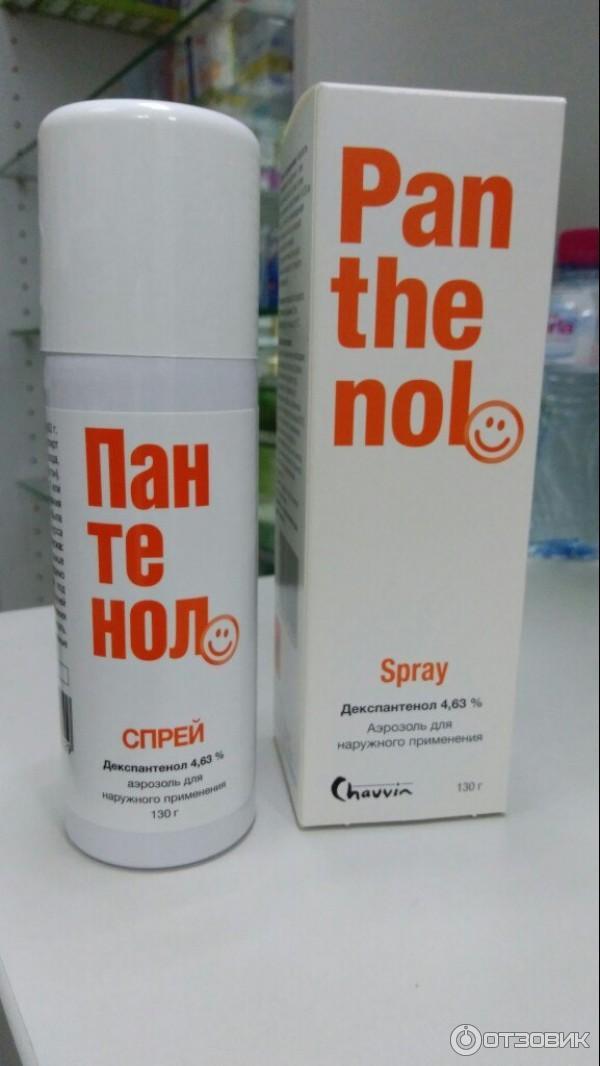 Пан
те
нол
СПРЕЙ
Декспантенол 4,63 %
аэрозоль для
наружного применения
130 г
Pan
the
nol
Spray
Декспантенол 4,63 %
Аэрозоль для
наружного применения
Chauvin
130 г
ОТЗОВИК